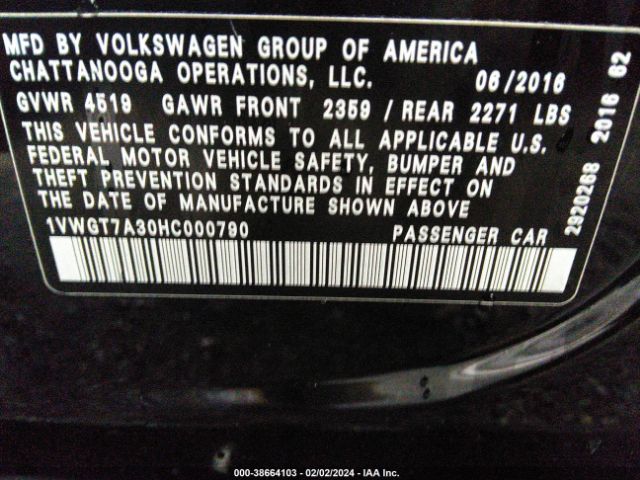 MFD BY VOLKSWAGEN GROUP OF AMERICA
CHATTANOOGA OPERATIONS, LLC. 06/2016
GVWR 4519 GAWR FRONT 2359 / REAR 2271 LBS
THIS VEHICLE CONFORMS TO ALL APPLICABLE U.S.
FEDERAL MOTOR VEHICLE SAFETY, BUMPER AND
THEFT PREVENTION STANDARDS IN EFFECT ON
THE DATE OF MANUFACTURE SHOWN ABOVE
1VWGT7A30HC000790 PASSENGER CAR
2920268 2016 62
000-38664103 - 02/02/2024 - IAA Inc.